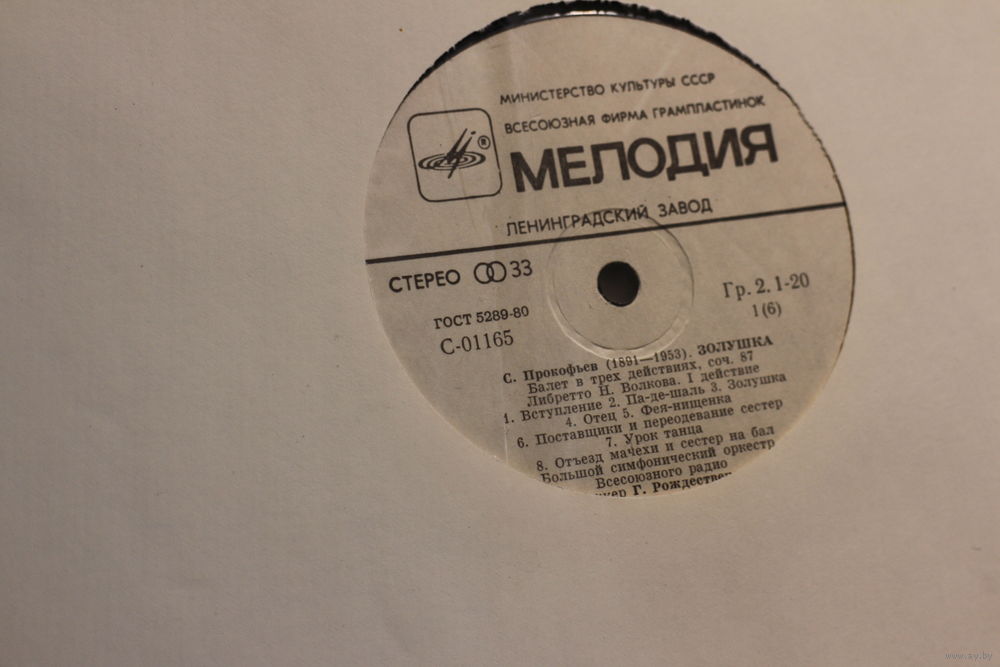 МИНИСТЕРСТВО КУЛЬТУРЫ СССР
ВСЕСОЮЗНАЯ ФИРМА ГРАМПЛАСТИНОК
®
МЕЛОДИЯ
ЛЕНИНГРАДСКИЙ ЗАВОД
СТЕРЕО 33
Гр. 2. 1-20
ГОСТ 5289-80
1 (6)
С-01165
С. Прокофьев (1891—1953). ЗОЛУШКА
Балет в трех действиях, соч. 87
Либретто Н. Волкова. I действие
1. Вступление 2. Па-де-шаль 3. Золушка
4. Отец 5. Фея-нищенка
6. Поставщики и переодевание сестер
7. Урок танца
8. Отъезд мачехи и сестер на бал
Большой симфонический оркестр
Всесоюзного радио
Г.
www.ay.by